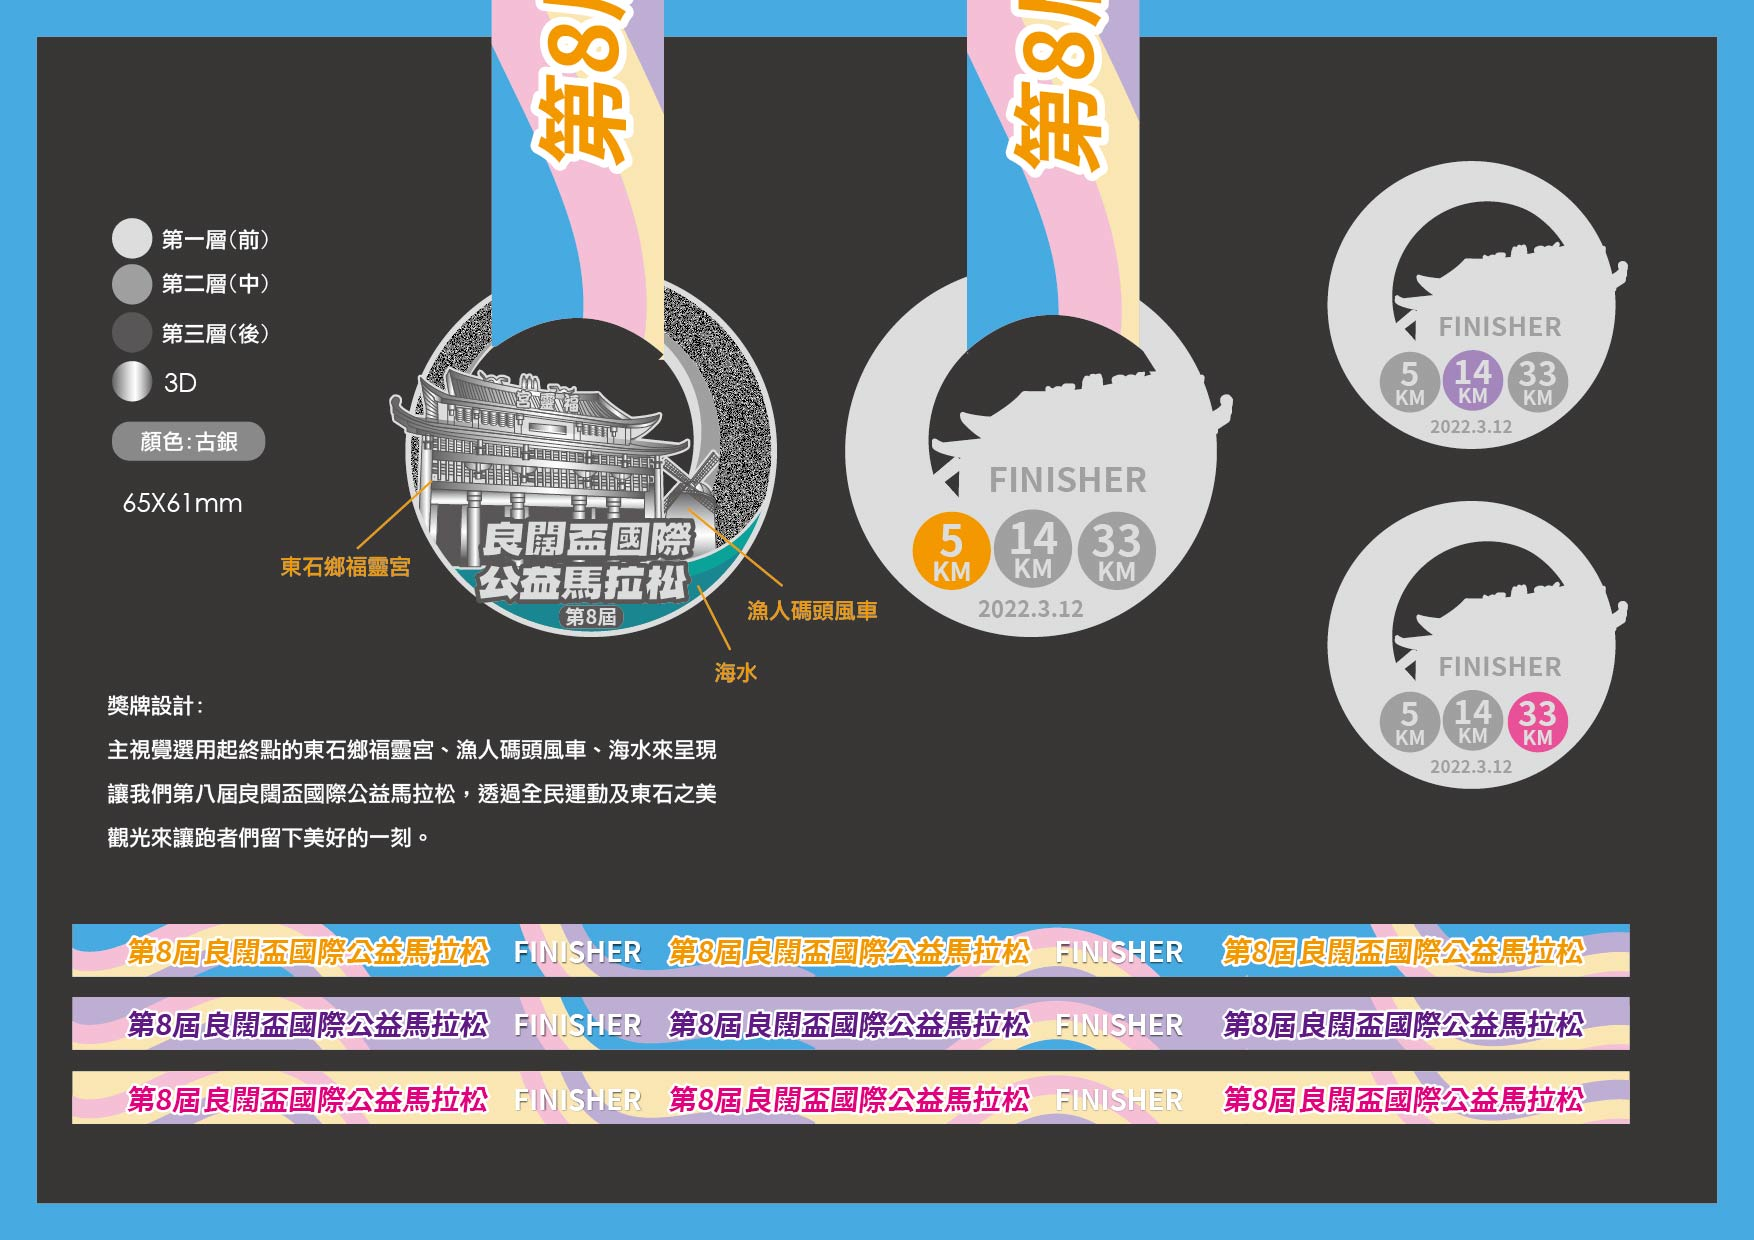 第8屆
第8屆
第一層(前)
第二層(中)
第三層(後)
3D
顏色:古銀
65X61mm
宮靈福
良闊盃國際
公益馬拉松
第8屆
東石鄉福靈宮
漁人碼頭風車
海水
FINISHER
5 KM
14 KM
33 KM
2022.3.12
FINISHER
5 KM
14 KM
33 KM
2022.3.12
FINISHER
5 KM
14 KM
33 KM
2022.3.12
獎牌設計:
主視覺選用起終點的東石鄉福靈宮、漁人碼頭風車、海水來呈現
讓我們第八屆良闊盃國際公益馬拉松，透過全民運動及東石之美
觀光來讓跑者們留下美好的一刻。
第8屆良闊盃國際公益馬拉松 FINISHER 第8屆良闊盃國際公益馬拉松 FINISHER 第8屆良闊盃國際公益馬拉松
第8屆良闊盃國際公益馬拉松 FINISHER 第8屆良闊盃國際公益馬拉松 FINISHER 第8屆良闊盃國際公益馬拉松
第8屆良闊盃國際公益馬拉松 FINISHER 第8屆良闊盃國際公益馬拉松 FINISHER 第8屆良闊盃國際公益馬拉松